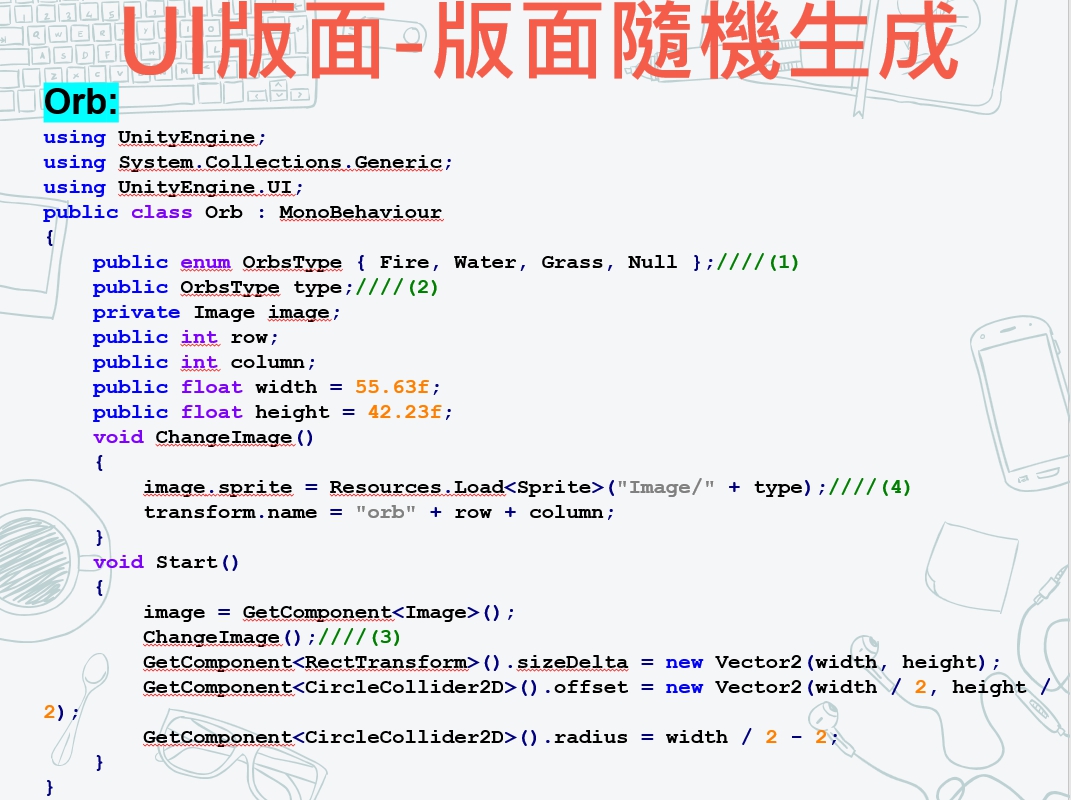 UI版面-版面隨機生成
Orb:
using UnityEngine;
using System.Collections.Generic;
using UnityEngine.UI;
public class Orb : MonoBehaviour
{
    public enum OrbsType { Fire, Water, Grass, Null };////(1)
    public OrbsType type;////(2)
    private Image image;
    public int row;
    public int column;
    public float width = 55.63f;
    public float height = 42.23f;
    void ChangeImage()
    {
        image.sprite = Resources.Load<Sprite>("Image/" + type);////(4)
        transform.name = "orb" + row + column;
    }
    void Start()
    {
        image = GetComponent<Image>();
        ChangeImage();////(3)
        GetComponent<RectTransform>().sizeDelta = new Vector2(width, height);
        GetComponent<CircleCollider2D>().offset = new Vector2(width / 2, height /
2);
        GetComponent<CircleCollider2D>().radius = width / 2 - 2;
    }
}